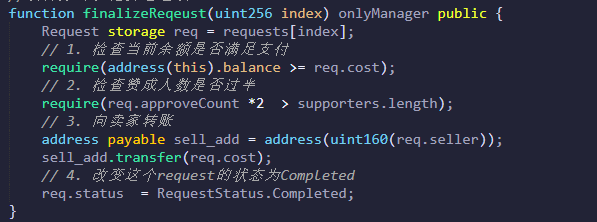 function finalizeReqeust(uint256 index) onlyManager public {
Request storage req = requests[index];
// 1. 检查当前余额是否满足支付
require(address(this).balance >= req.cost);
// 2. 检查赞成人数是否过半
require(req.approveCount *2  > supporters.length);
// 3. 向卖家转账
address payable sell_add = address(uint160(req.seller));
sell_add.transfer(req.cost);
// 4. 改变这个request的状态为Completed
req.status  = RequestStatus.Completed;
}